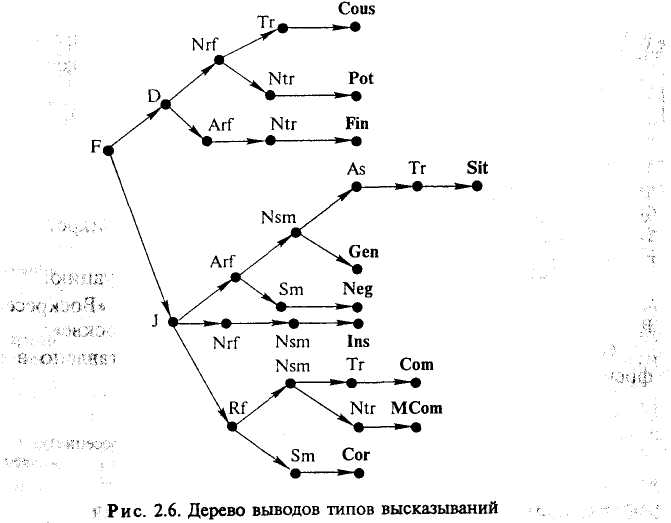 Cous
Tr
Nrf
Ntr
Pot
D
Arf
Ntr
Fin
F
As
Tr
Sit
Nsm
Gen
Arf
Sm
Neg
J
Nrf
Nsm
Ins
Nsm
Tr
Com
Rf
Ntr
MCom
Sm
Cor
Рис. 2.6. Дерево выводов типов высказываний